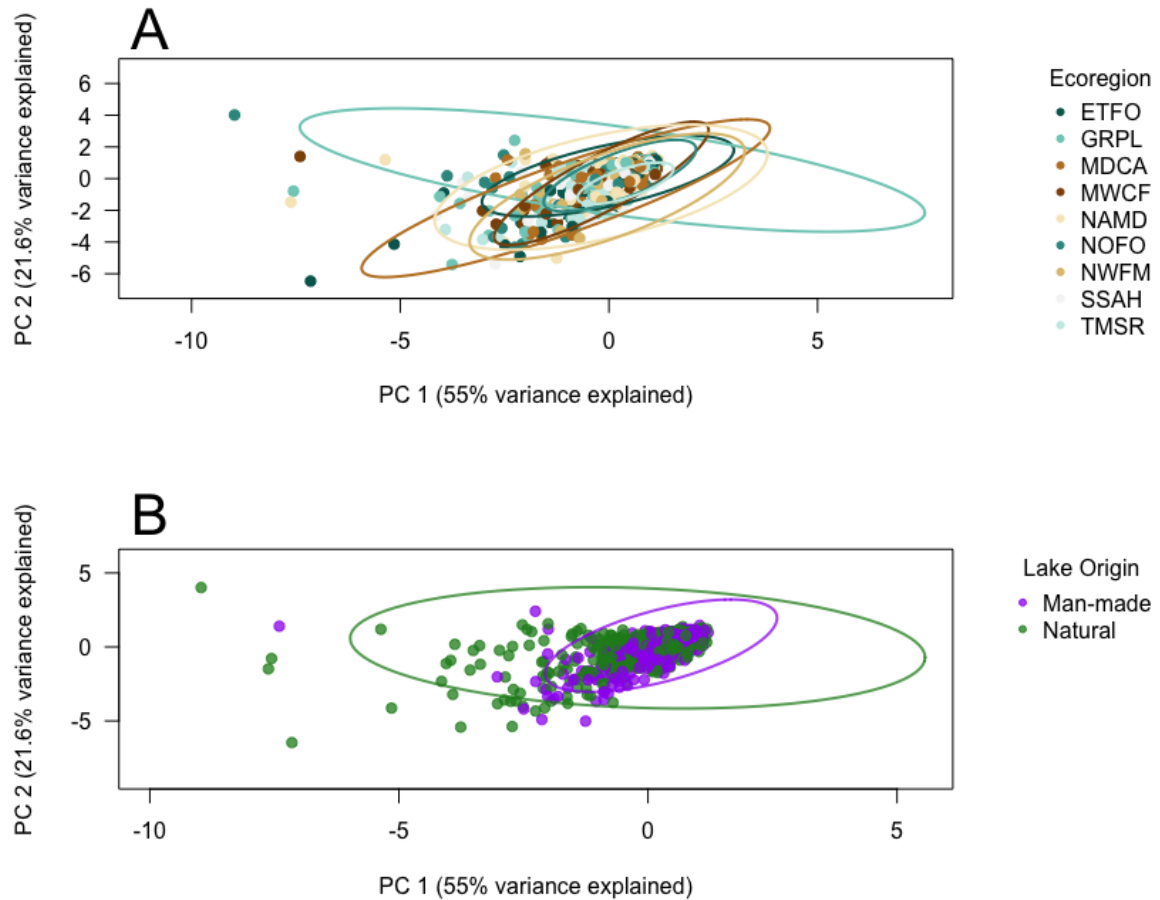 A
PC 2 (21.6% variance explained)
6
4
2
0
-2
-4
-6
-10
-5
0
5
PC 1 (55% variance explained)
Ecoregion
ETFO
GRPL
MDCA
MWCF
NAMD
NOFO
NWFM
SSAH
TMSR
B
PC 2 (21.6% variance explained)
5
0
-5
-10
-5
0
5
PC 1 (55% variance explained)
Lake Origin
Man-made
Natural